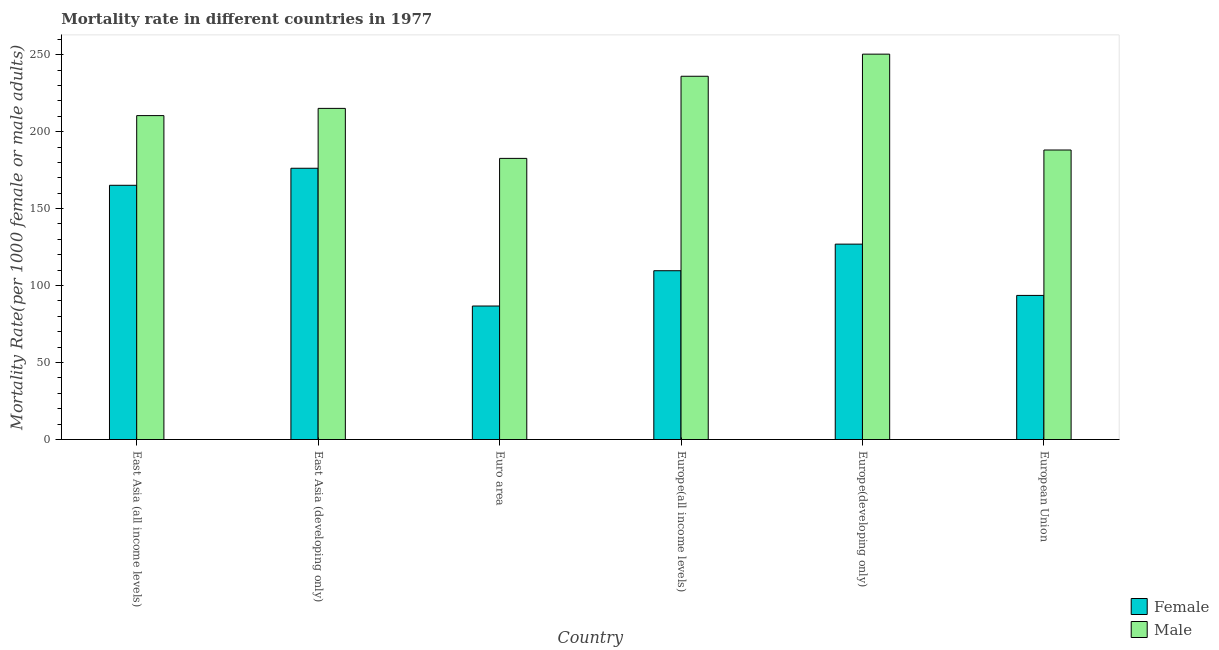 Mortality rate in different countries in 1977
Mortality Rate(per 1000 female or male adults)
250
200
150
100
50
0
East Asia (all income levels)
East Asia (developing only)
Euro area
Europe(all income levels)
Europe(developing only)
European Union
Country
Female
Male